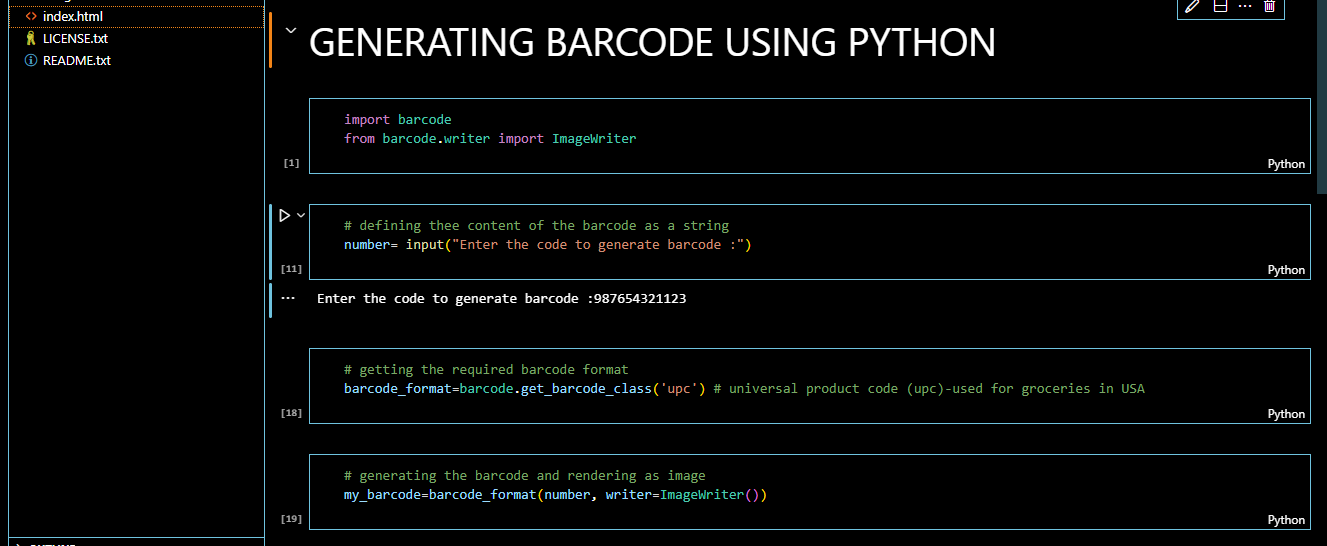 index.html
LICENSE.txt
README.txt
GENERATING BARCODE USING PYTHON
import barcode
from barcode.writer import ImageWriter
[1]
Python
# defining thee content of the barcode as a string
number= input("Enter the code to generate barcode :")
[11]
Python
Enter the code to generate barcode :987654321123
# getting the required barcode format
barcode_format=barcode.get_barcode_class('upc') # universal product code (upc)-used for groceries in USA
[18]
Python
# generating the barcode and rendering as image
my_barcode=barcode_format(number, writer=ImageWriter())
[19]
Python